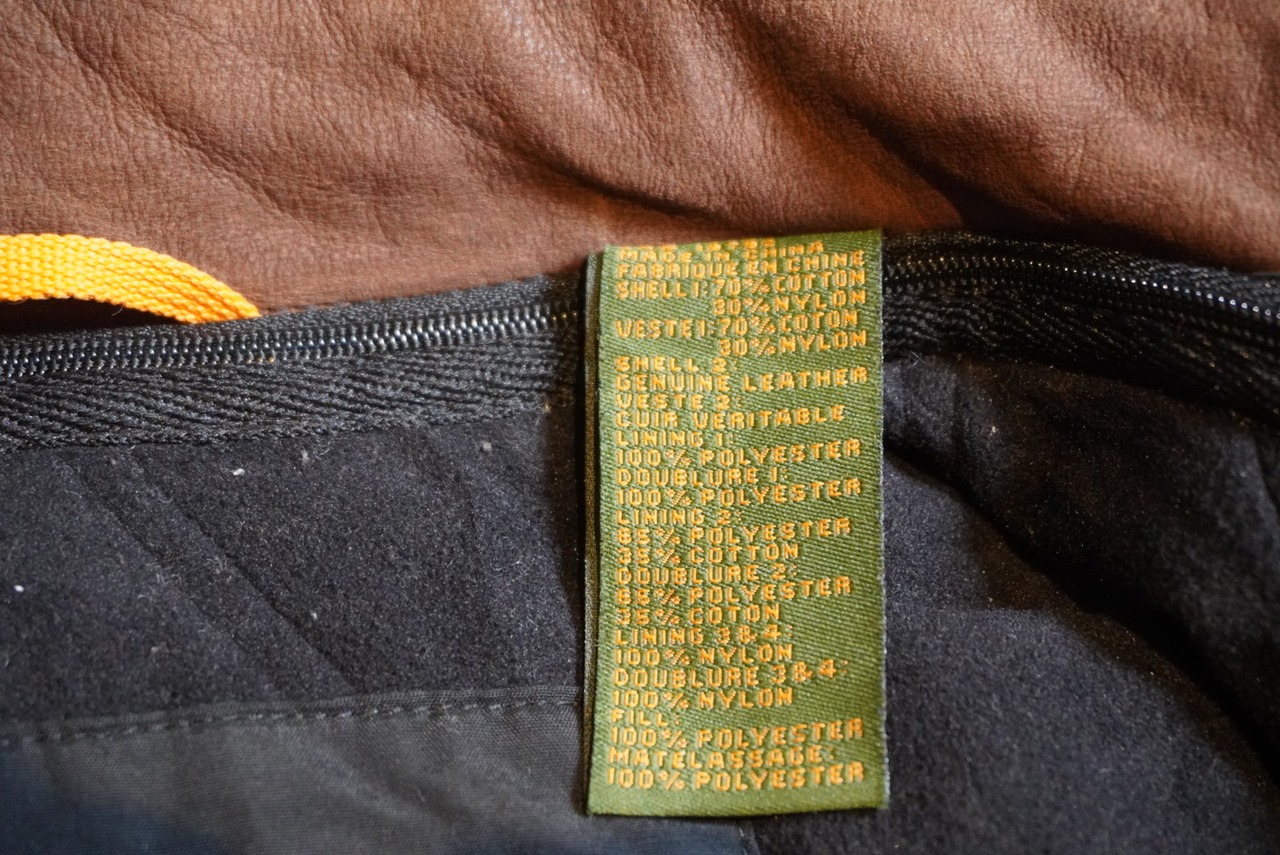 MADE IN CHINA
FABRIQUE EN CHINE
SHELL 1: 70% COTTON
30% NYLON
VESTE 1: 70% COTON
30% NYLON
SHELL 2:
GENUINE LEATHER
VESTE 2:
CUIR VERITABLE
LINING 1:
100% POLYESTER
DOUBLURE 1:
100% POLYESTER
LINING 2:
65% POLYESTER
35% COTTON
DOUBLURE 2:
65% POLYESTER
35% COTON
LINING 3 & 4:
100% NYLON
DOUBLURE 3 & 4:
100% NYLON
FILL:
100% POLYESTER
MATELASSAGE:
100% POLYESTER